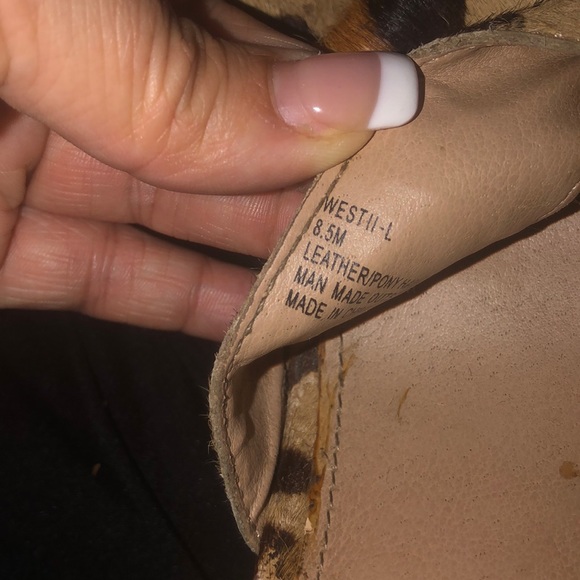 WESTII-L
8.5M
LEATHER/PONY
MAN MADE
MADE IN